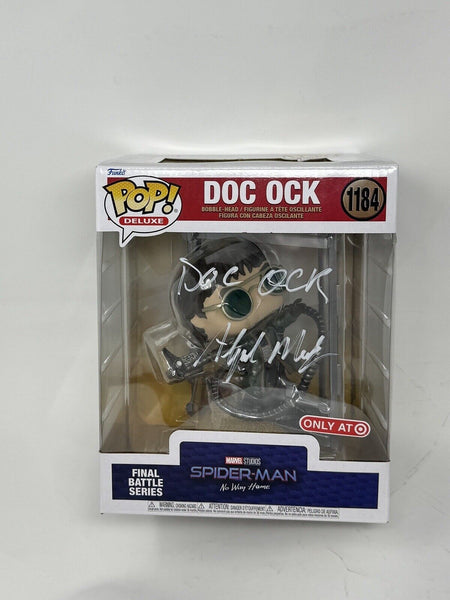 Funko
POP!
DELUXE
DOC OCK
BOBBLE-HEAD / FIGURINE À TÊTE OSCILLANTE
FIGURA CON CABEZA OSCILANTE
1184
DOC OCK
ONLY AT
FINAL
BATTLE
SERIES
MARVEL STUDIOS
SPIDER-MAN
No Way Home